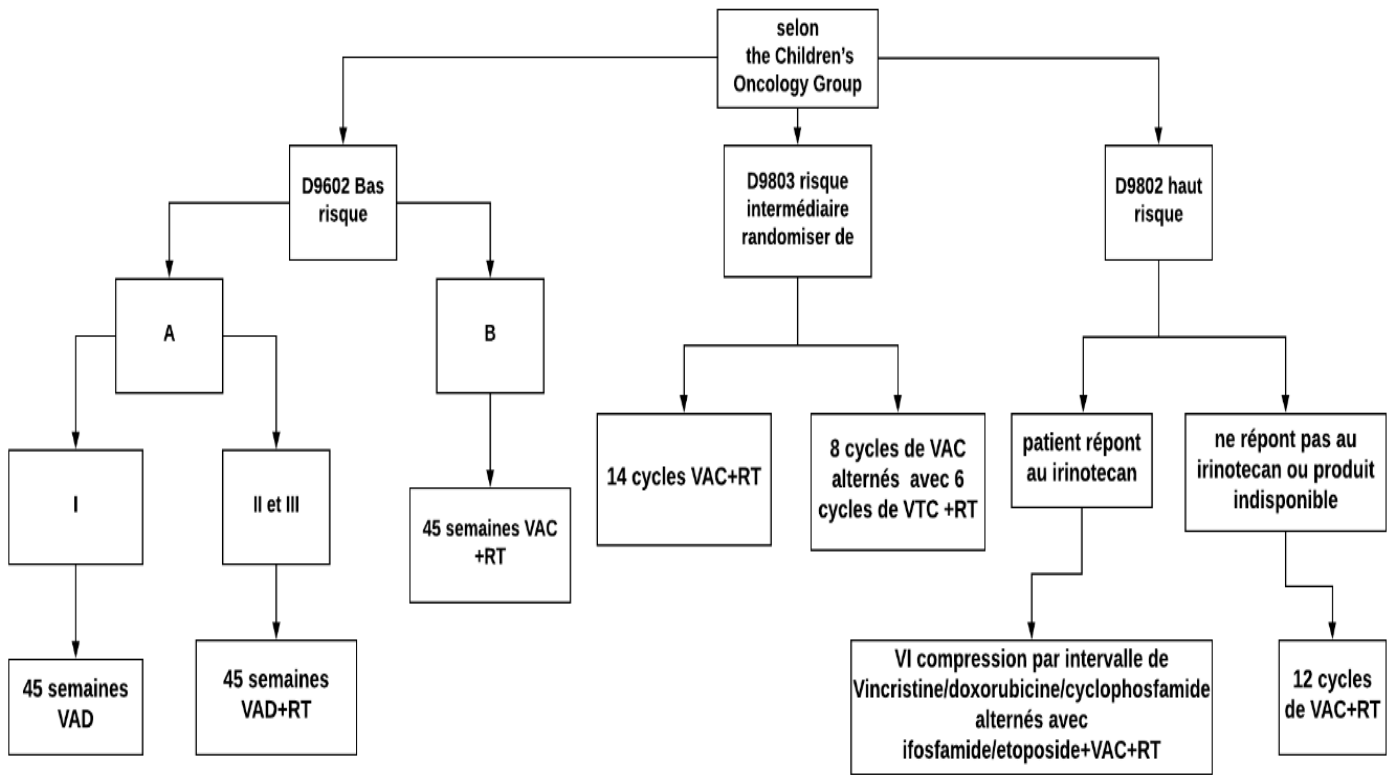 selon
the Children's
Oncology Group
D9602 Bas
risque
D9803 risque
intermédiaire
randomiser de
D9802 haut
risque
A
B
I
II et III
45 semaines VAC
+RT
14 cycles VAC+RT
8 cycles de VAC
alternés avec 6
cycles de VTC +RT
patient répont
au irinotecan
ne répont pas au
irinotecan ou produit
indisponible
45 semaines
VAD
45 semaines
VAD+RT
VI compression par intervalle de
Vincristine/doxorubicine/cyclophosfamide
alternés avec
ifosfamide/etoposide+VAC+RT
12 cycles
de VAC+RT